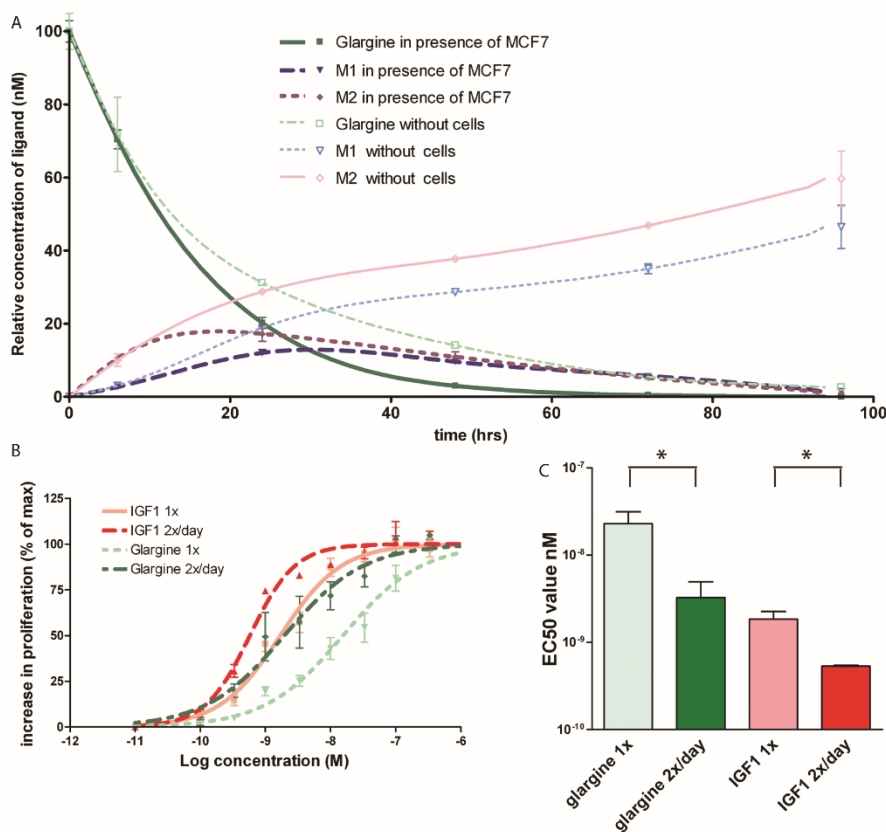 A
Relative concentration of ligand (nM)
100
80
60
40
20
0
Glargine in presence of MCF7
M1 in presence of MCF7
M2 in presence of MCF7
Glargine without cells
M1 without cells
M2 without cells
0 20 40 60 80 100
time (hrs)
B
increase in proliferation (% of max)
125
100
75
50
25
0
IGF1 1x
IGF1 2x/day
Glargine 1x
Glargine 2x/day
-12 -11 -10 -9 -8 -7 -6
Log concentration (M)
C
EC50 value nM
10-7
10-8
10-9
10-10
* *
glargine 1x
glargine 2x/day
IGF1 1x
IGF1 2x/day